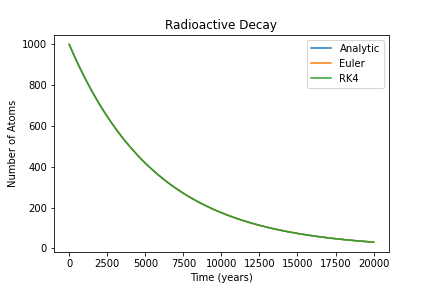 Radioactive Decay
Number of Atoms
1000
800
600
400
200
0
Analytic
Euler
RK4
0 2500 5000 7500 10000 12500 15000 17500 20000
Time (years)